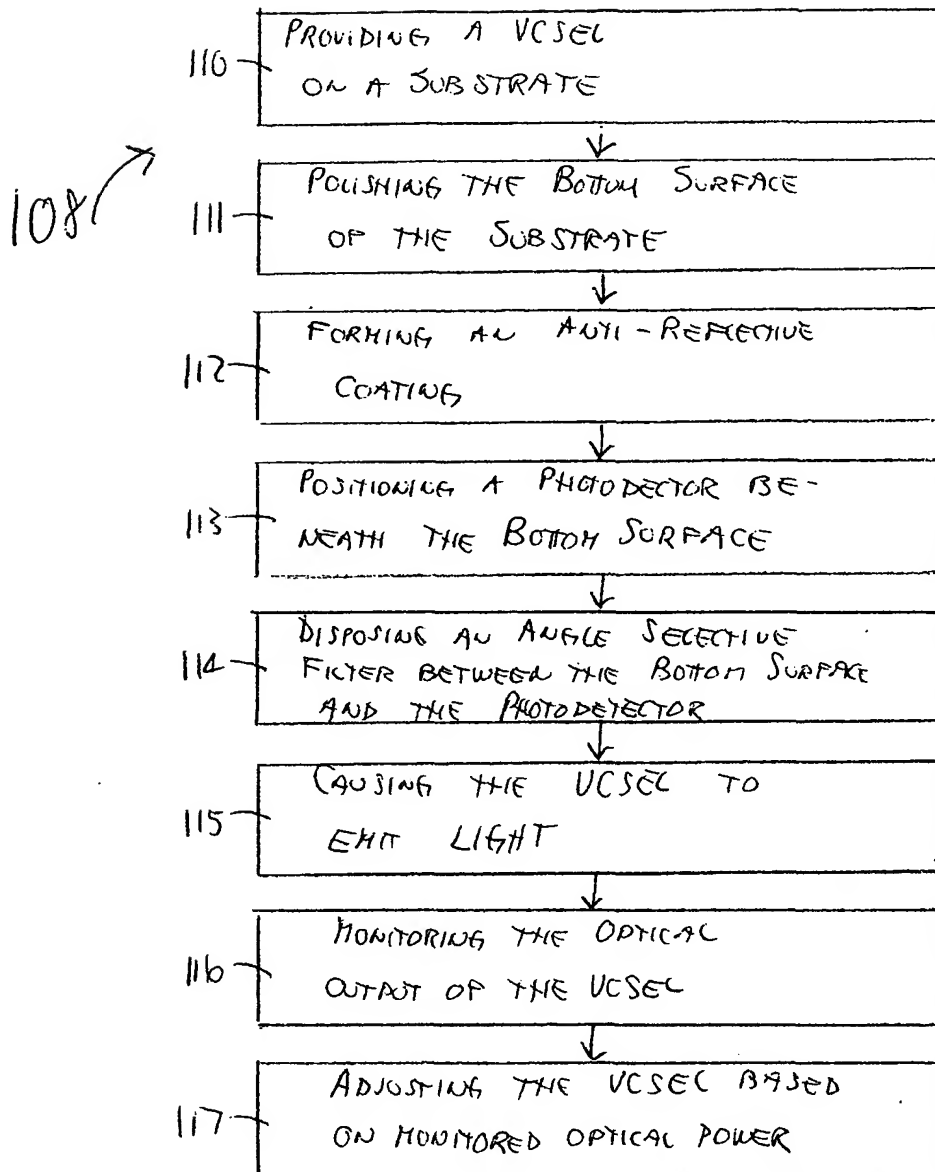 108
110
PROVIDING A VCSEL
ON A SUBSTRATE
111
POLISHING THE BOTTOM SURFACE
OF THE SUBSTRATE
112
FORMING AN ANTI-REFLECTIVE
COATING
113
POSITIONING A PHOTODECTOR BE-
NEATH THE BOTTOM SURFACE
114
DISPOSING AN ANGLE SELECTIVE
FILTER BETWEEN THE BOTTOM SURFACE
AND THE PHOTODETECTOR
115
CAUSING THE VCSEL TO
EMIT LIGHT
116
MONITORING THE OPTICAL
OUTPUT OF THE VCSEL
117
ADJUSTING THE VCSEL BASED
ON MONITORED OPTICAL POWER